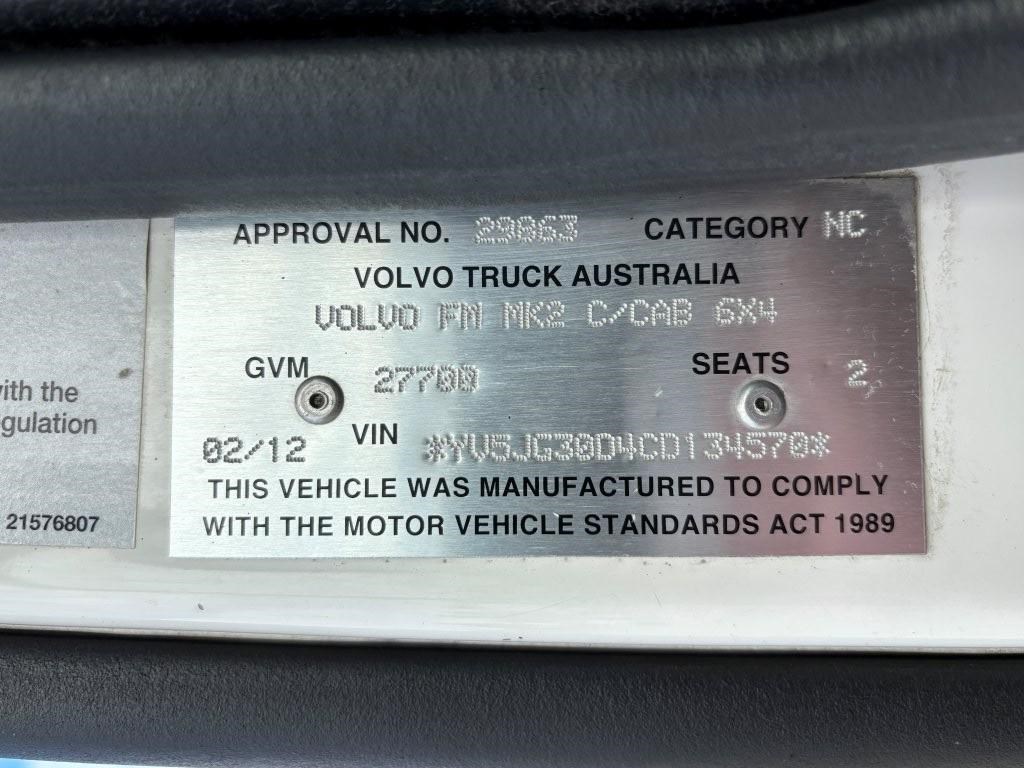 APPROVAL NO. 29863 CATEGORY NC
VOLVO TRUCK AUSTRALIA
VOLVO FM MK2 C/CAB 6X4
GVM 27700 SEATS 2
02/12 VIN *YV5JG30D4CD134570*
THIS VEHICLE WAS MANUFACTURED TO COMPLY
WITH THE MOTOR VEHICLE STANDARDS ACT 1989
with the
gulation
21576807